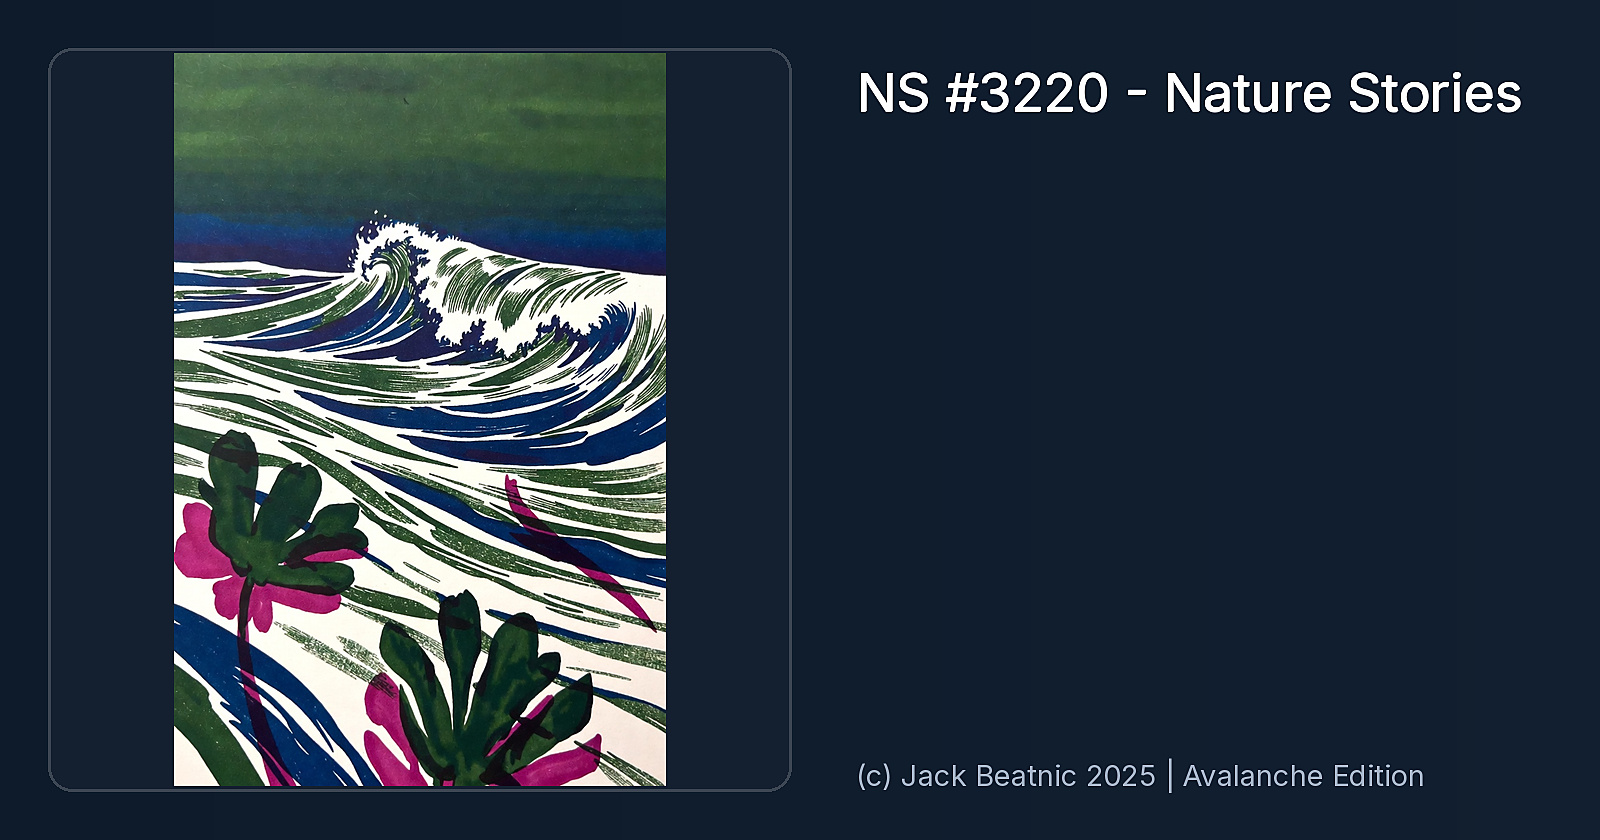 NS #3220 - Nature Stories
(c) Jack Beatnic 2025 | Avalanche Edition